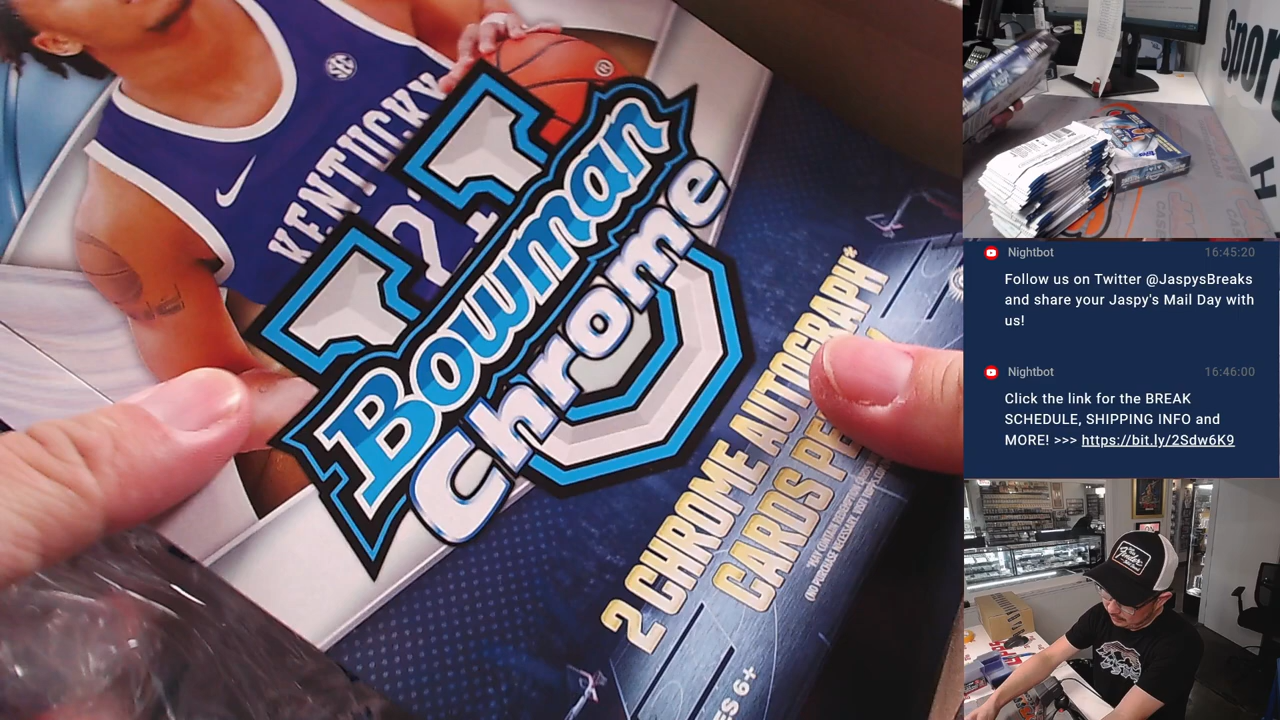 KENTUCKY
SEC
®
Bowman
Chrome
U
2 CHROME AUTOGRAPH*
CARDS PE
ES 6+
Spor
Nightbot 16:45:20
Follow us on Twitter @JaspysBreaks
and share your Jaspy's Mail Day with
us!
Nightbot 16:46:00
Click the link for the BREAK
SCHEDULE, SHIPPING INFO and
MORE! >>> https://bit.ly/2Sdw6K9